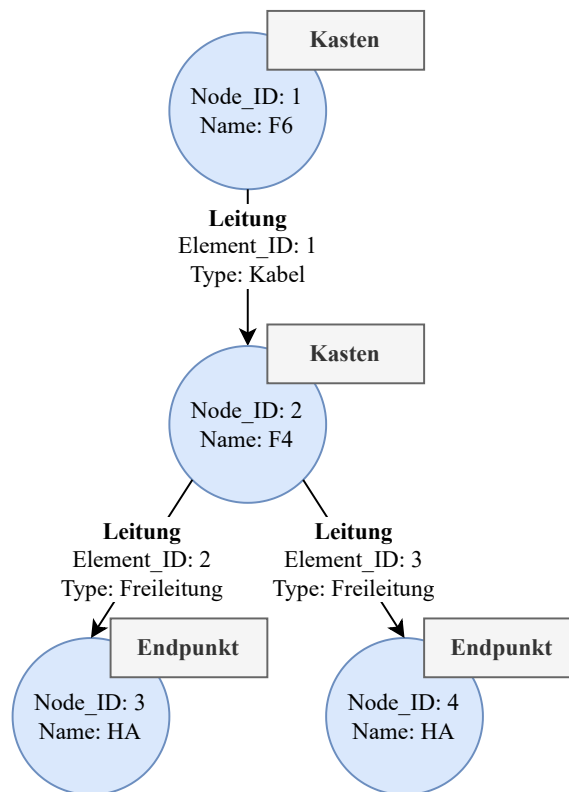 Kasten
Node_ID: 1
Name: F6
Leitung
Element_ID: 1
Type: Kabel
Kasten
Node_ID: 2
Name: F4
Leitung
Element_ID: 2
Type: Freileitung
Leitung
Element_ID: 3
Type: Freileitung
Endpunkt
Node_ID: 3
Name: HA
Endpunkt
Node_ID: 4
Name: HA